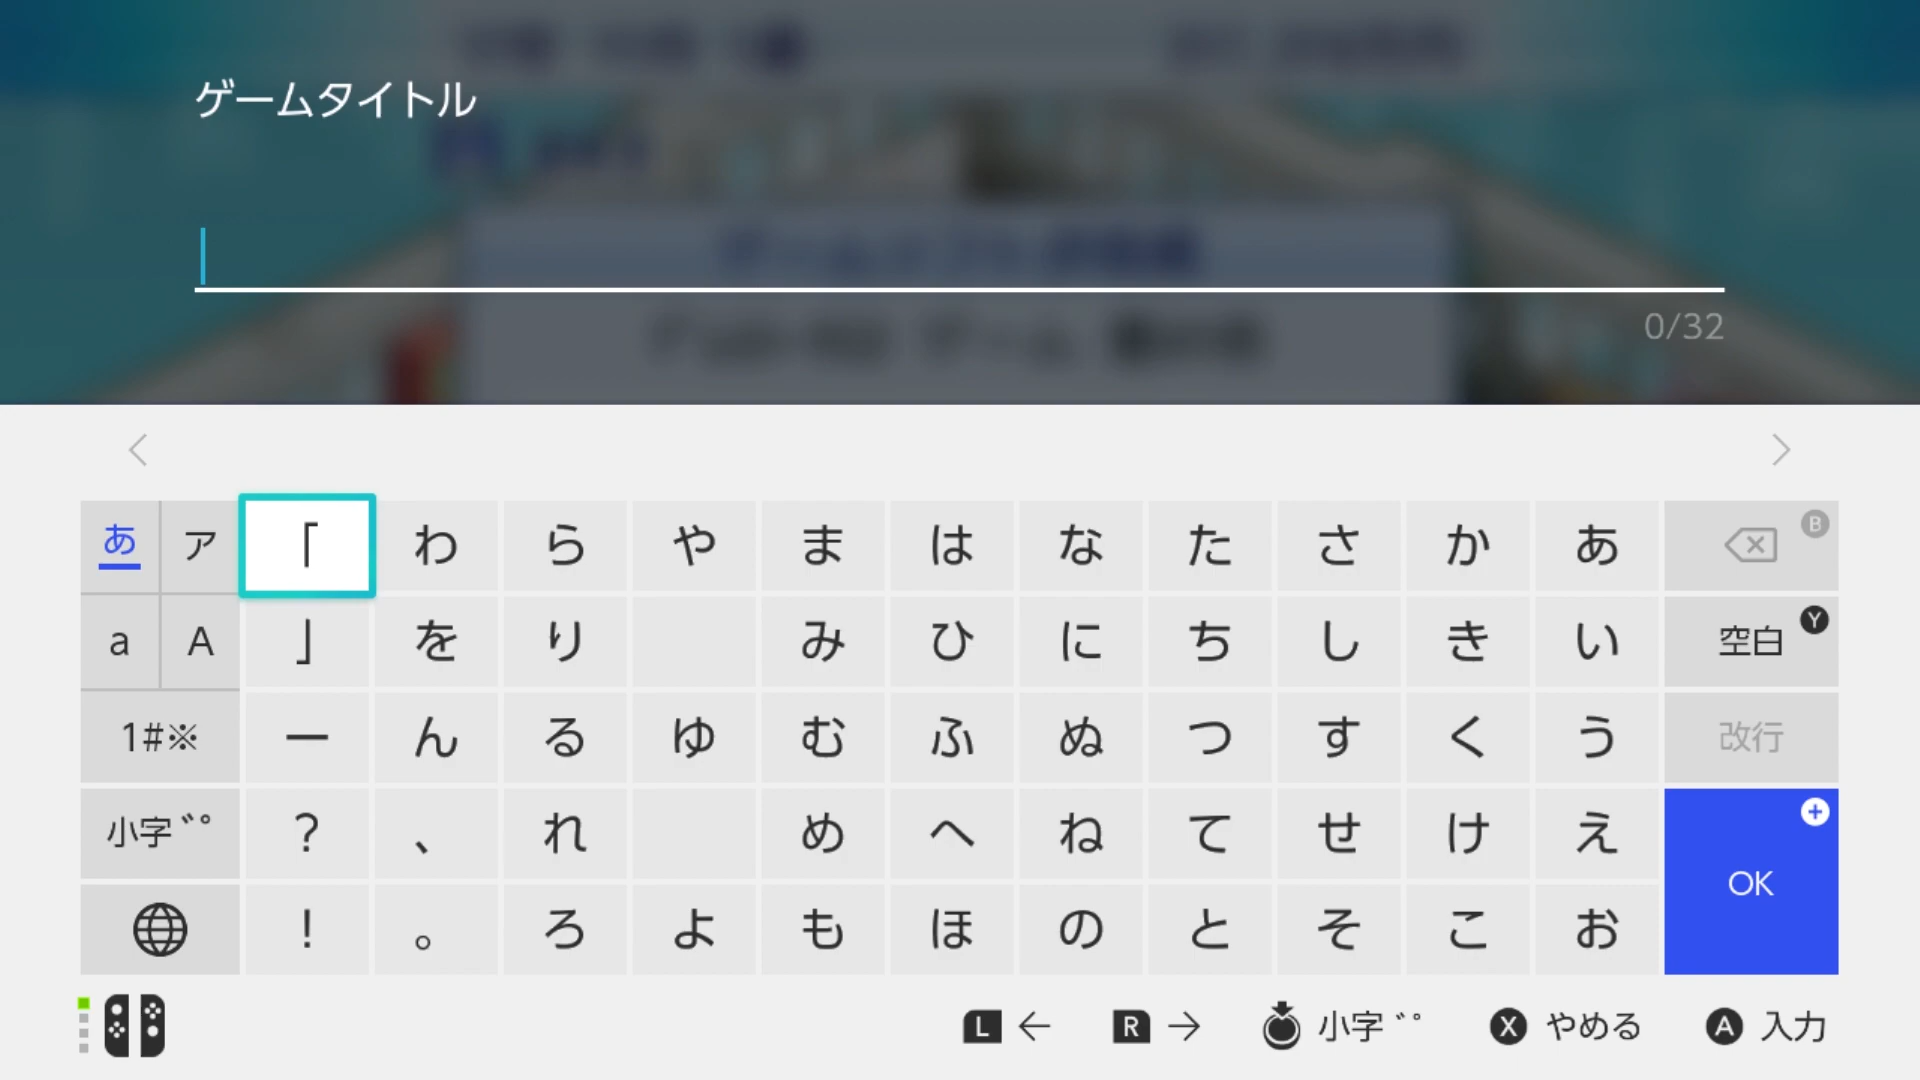 ゲームタイトル
0/32
あ ア 「 わ ら や ま は な た さ か あ B
a A 」 を り み ひ に ち し き い 空白 Y
1#※ ー ん る ゆ む ふ ぬ つ す く う 改行
小字゛゜ ? 、 れ め へ ね て せ け え
! 。 ろ よ も ほ の と そ こ お OK
L ← R → 小字゛゜ X やめる A 入力